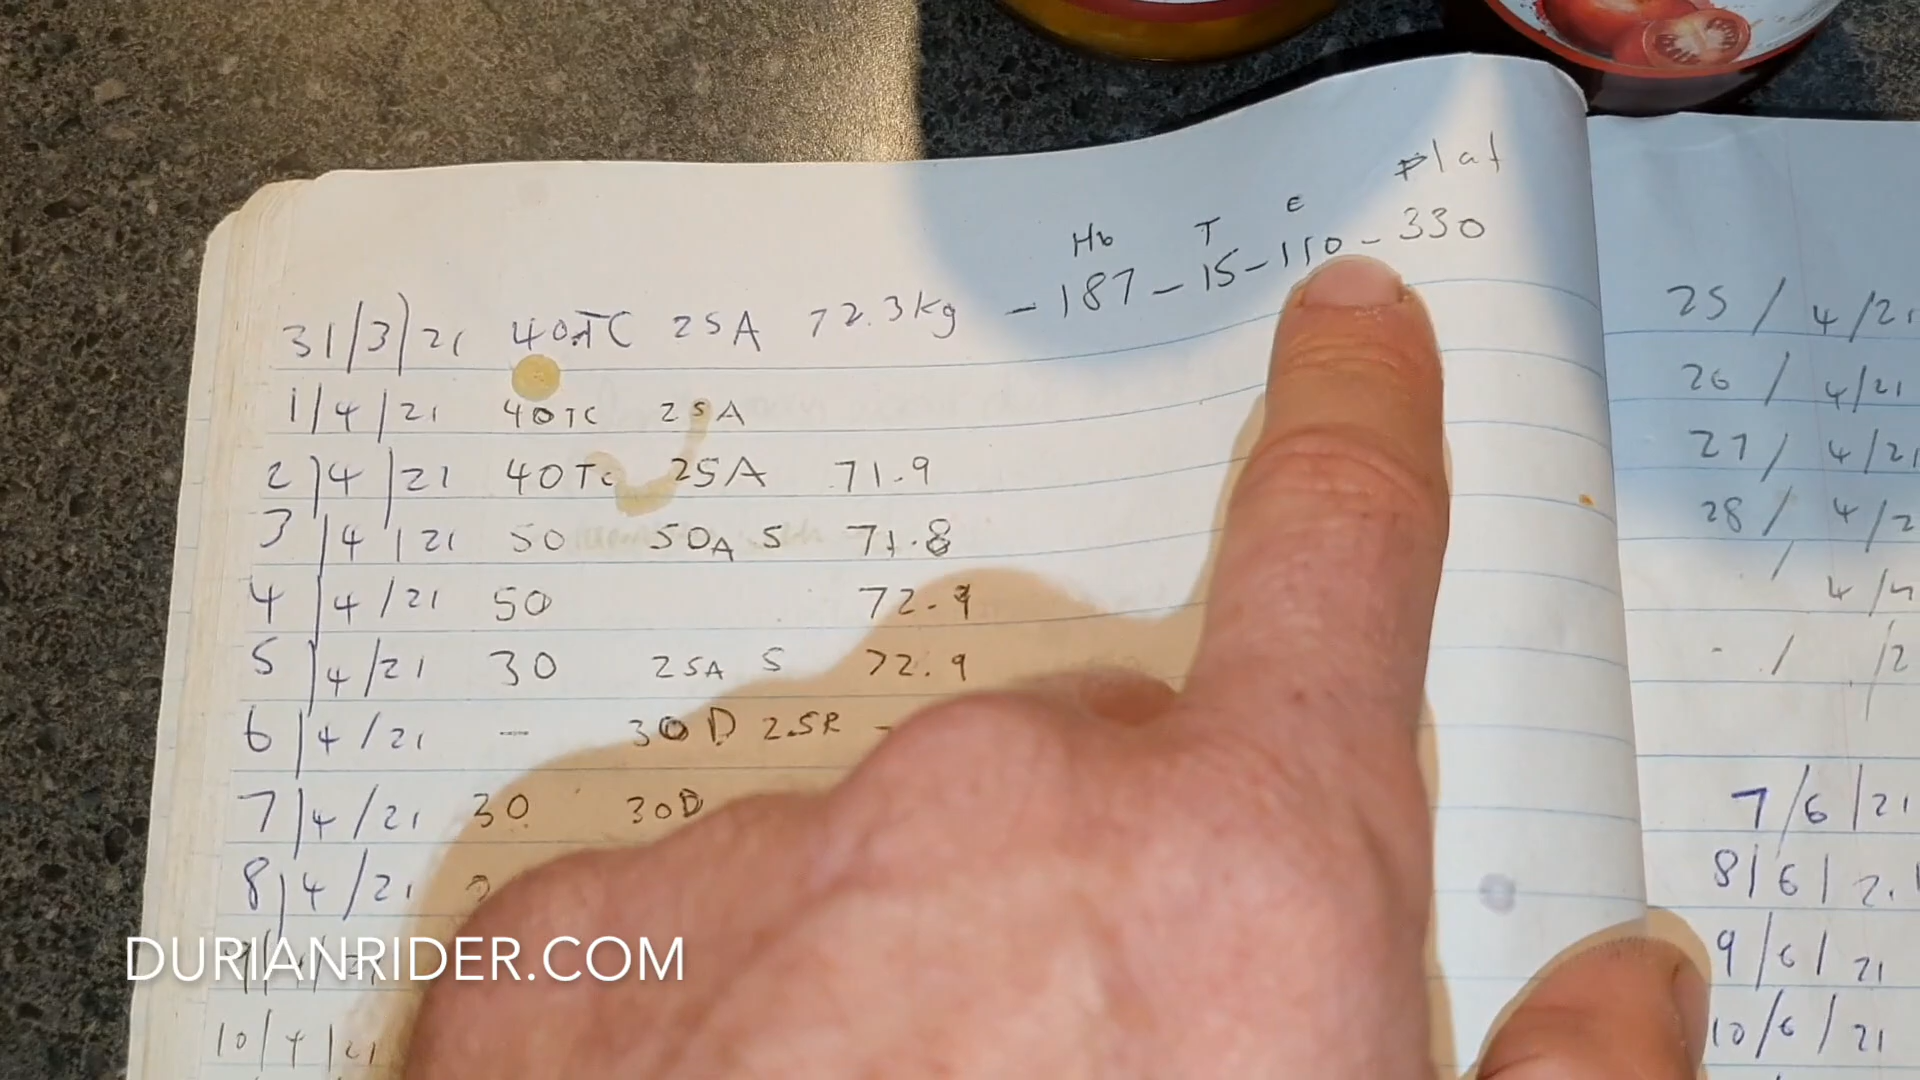 plat
Hb T E
31/3/21 40TC 25A 72.3kg - 187 - 15 - 110 - 330
1/4/21 40TC 25A
2/4/21 40TC 25A 71.9
3/4/21 50 50A S 71.8
4/4/21 50 72.9
5/4/21 30 25A S 72.9
6/4/21 - 30D 2.5R -
7/4/21 30 30D
8/4/21
10/4/21
25/4/21
26/4/21
27/4/21
28/4/2
7/6/21
8/6/21
9/6/21
10/6/21
DURIANRIDER.COM